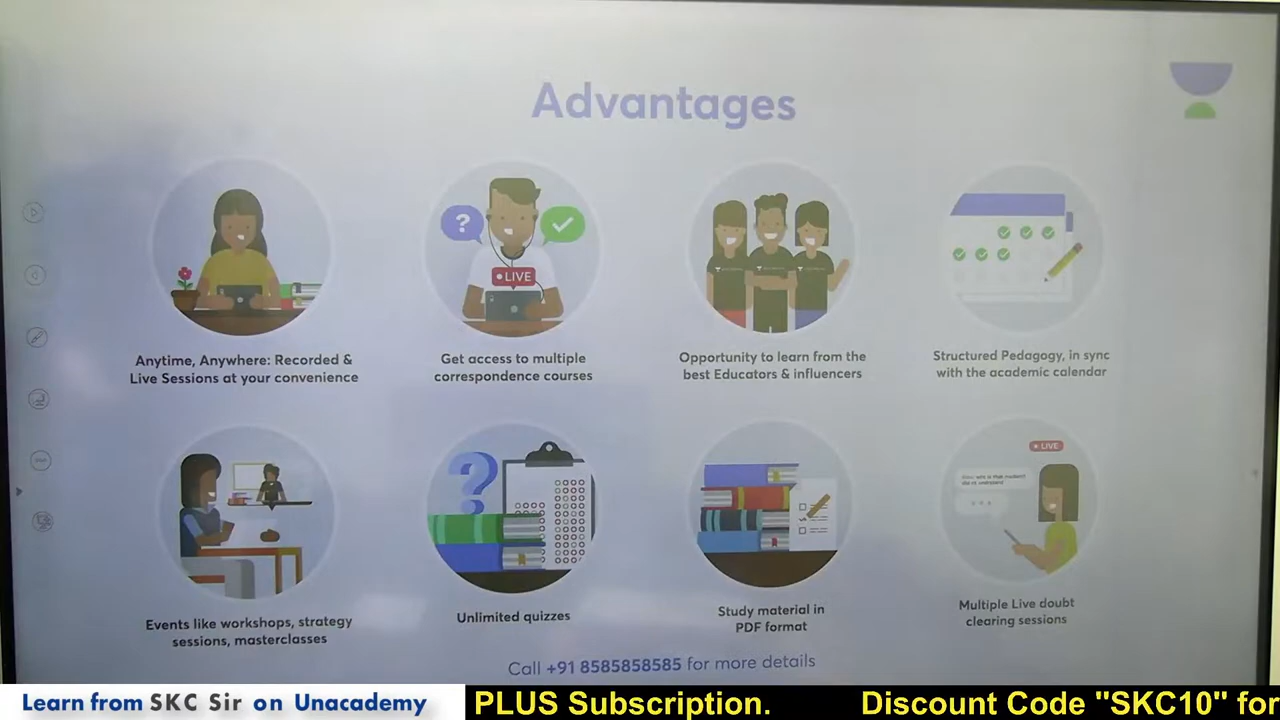 Advantages
?
LIVE
Anytime, Anywhere: Recorded &
Live Sessions at your convenience
Get access to multiple
correspondence courses
Opportunity to learn from the
best Educators & influencers
Structured Pedagogy, in sync
with the academic calendar
?
LIVE
Events like workshops, strategy
sessions, masterclasses
Unlimited quizzes
Study material in
PDF format
Multiple Live doubt
clearing sessions
Call +91 8585858585 for more details
Learn from SKC Sir on Unacademy
PLUS Subscription. Discount Code "SKC10" for